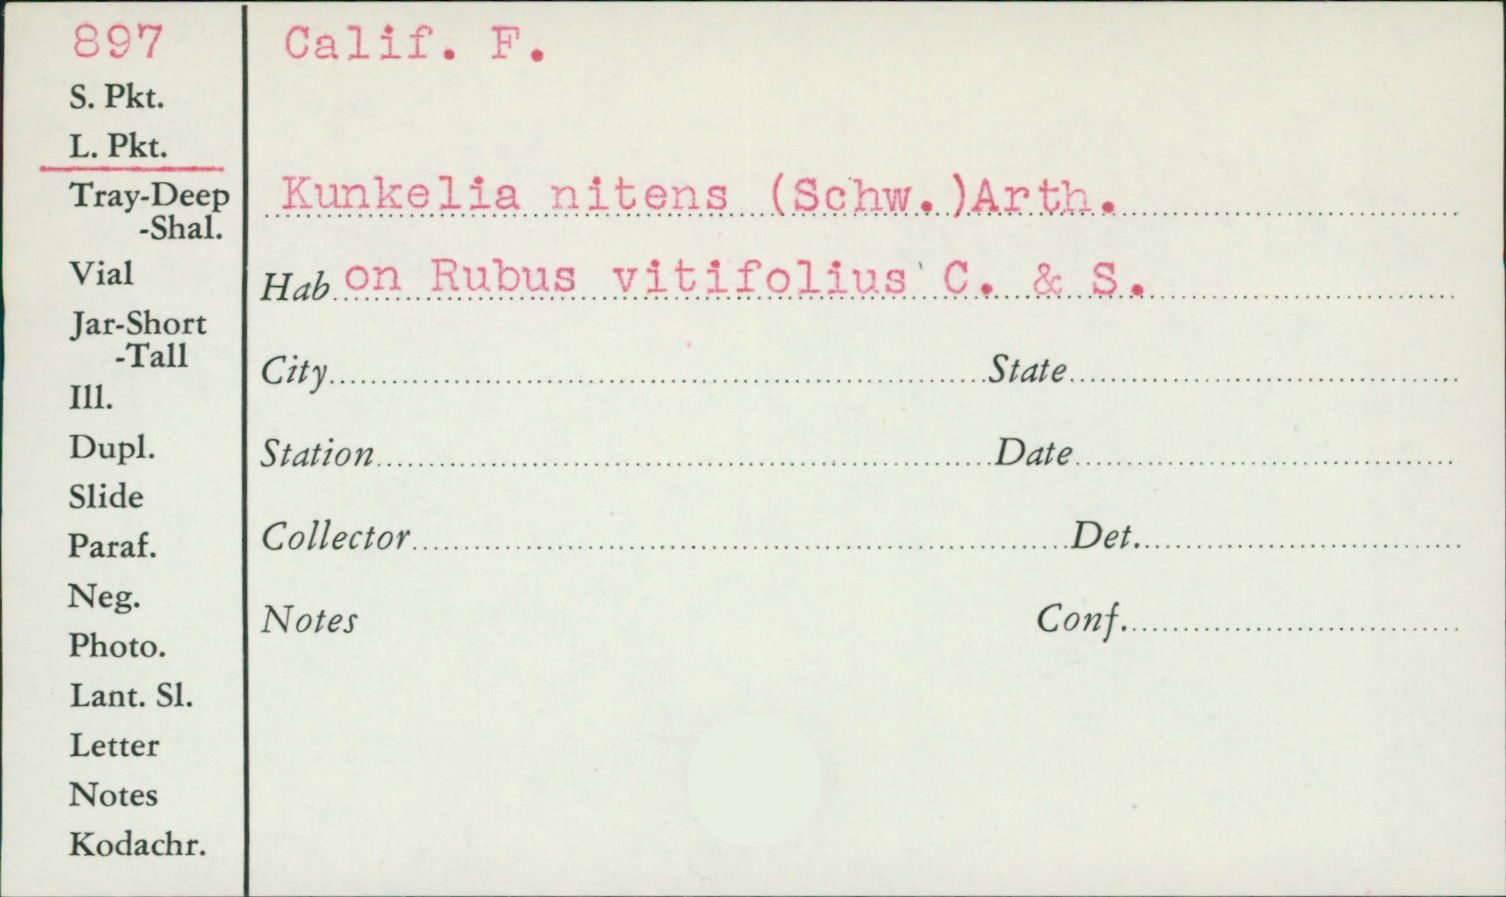 897
S. Pkt.
L. Pkt.
Tray-Deep
-Shal.
Vial
Jar-Short
-Tall
Ill.
Dupl.
Slide
Paraf.
Neg.
Photo.
Lant. Sl.
Letter
Notes
Kodachr.
Calif. F.
Kunkelia nitens (Schw.)Arth.
Hab on Rubus vitifolius C. & S.
City State
Station Date
Collector Det.
Notes Conf.